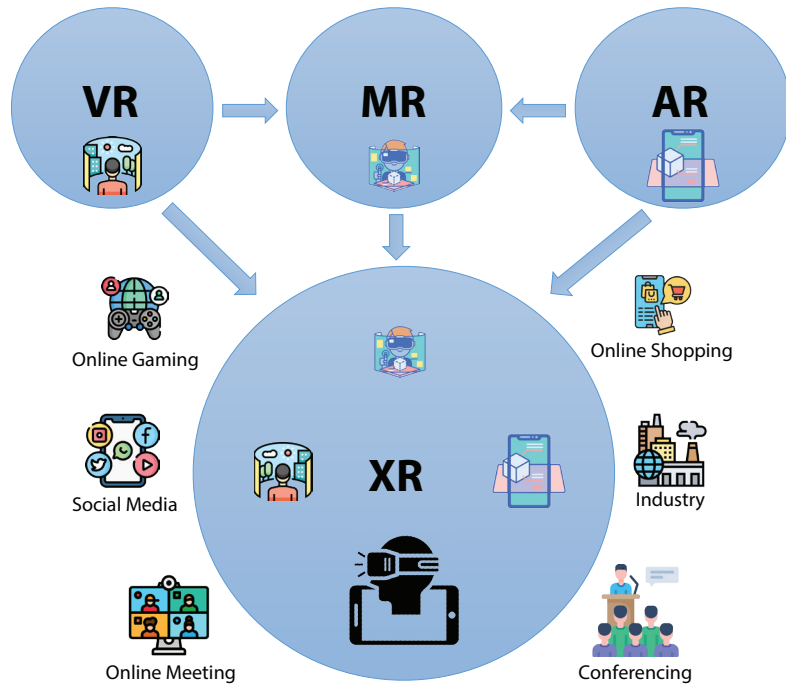 VR
MR
AR
Online Gaming
Online Shopping
Social Media
XR
Industry
Online Meeting
Conferencing